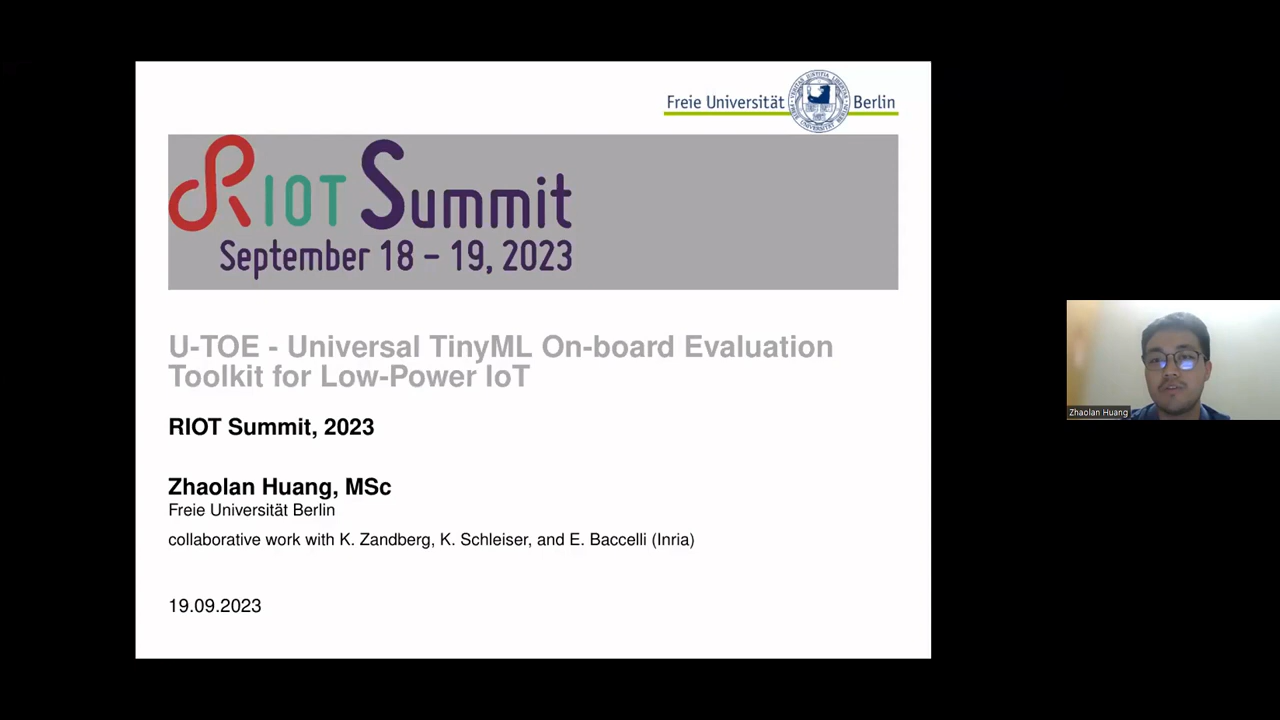 Freie Universität Berlin
RIOT Summit
September 18 – 19, 2023
U-TOE - Universal TinyML On-board Evaluation
Toolkit for Low-Power IoT
RIOT Summit, 2023
Zhaolan Huang, MSc
Freie Universität Berlin
collaborative work with K. Zandberg, K. Schleiser, and E. Baccelli (Inria)
19.09.2023
Zhaolan Huang